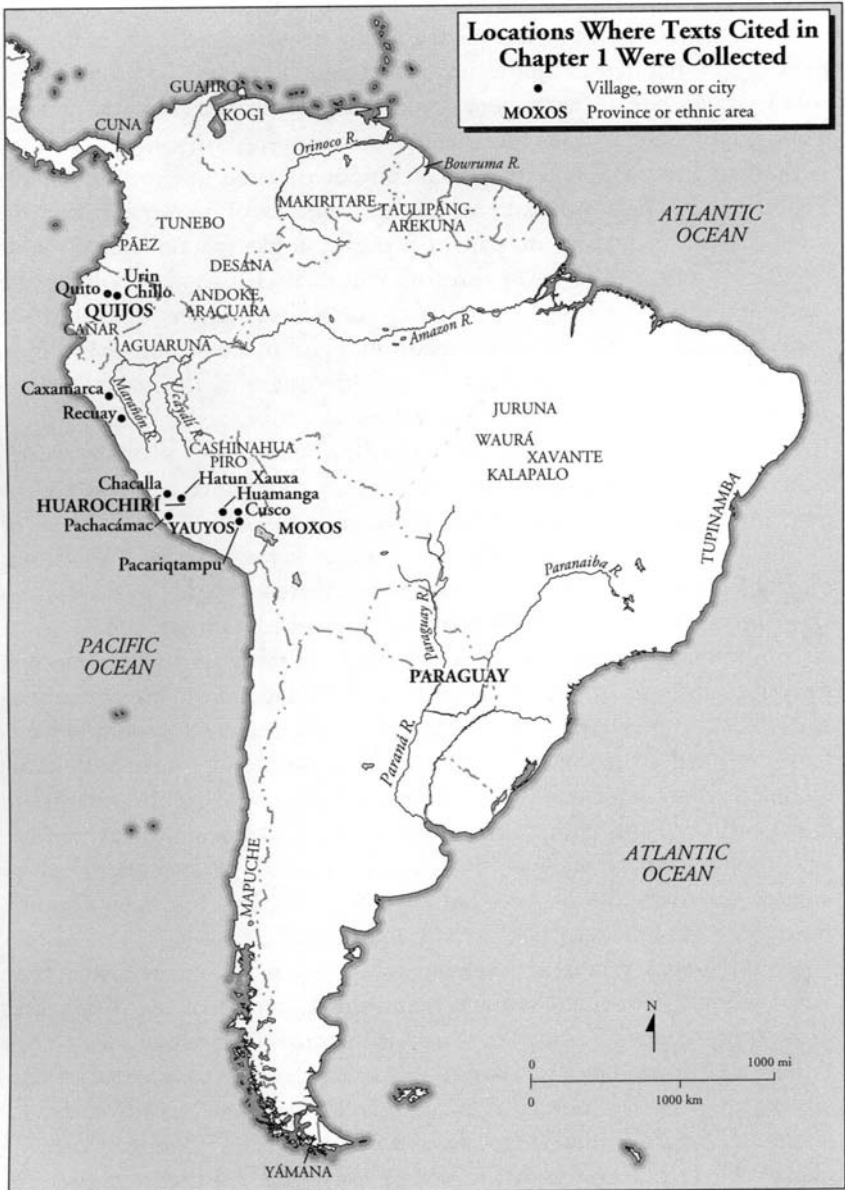 Locations Where Texts Cited in
Chapter 1 Were Collected
Village, town or city
MOXOS Province or ethnic area
GUAJIRO
KOGI
CUNA
Orinoco R.
Bowruma R.
MAKIRITARE
TAULIPANG-
AREKUNA
ATLANTIC
OCEAN
TUNEBO
PÁEZ
DESANA
Urin
Quito Chillo
QUIJOS
ANDOKE,
ARACUARA
CAÑAR
Amazon R.
AGUARUNA
Caxamarca
Marañón R.
Ucayali R.
Recuay
JURUNA
WAURÁ
XAVANTE
KALAPALO
CASHINAHUA
PIRO
Chacalla
Hatun Xauxa
HUAROCHIRÍ
Huamanga
Cusco
Pachacámac
YAUYOS
MOXOS
TUPINAMBA
Pacariqtampu
Paranaiba R.
Paraguay R.
PACIFIC
OCEAN
PARAGUAY
Paraná R.
ATLANTIC
OCEAN
MAPUCHE
N
0 1000 mi
0 1000 km
YÁMANA